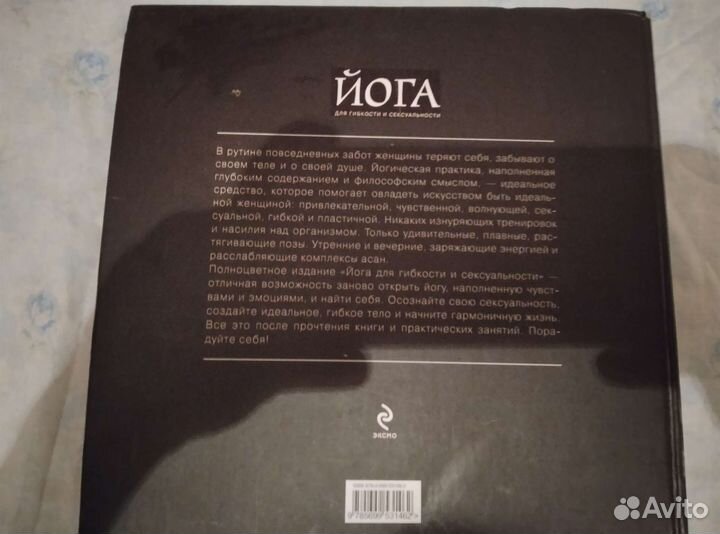 ЙОГА
ДЛЯ ГИБКОСТИ И СЕКСУАЛЬНОСТИ
В рутине повседневных забот женщины теряют себя, забывают о
своем теле и о своей душе. Йогическая практика, наполненная
глубоким содержанием и философским смыслом, — идеальное
средство, которое помогает овладеть искусством быть идеаль-
ной женщиной: привлекательной, чувственной, волнующей, сек-
суальной, гибкой и пластичной. Никаких изнуряющих тренировок
и насилия над организмом. Только удивительные, плавные, рас-
тягивающие позы. Утренние и вечерние, заряжающие энергией и
расслабляющие комплексы асан.
Полноцветное издание «Йога для гибкости и сексуальности» —
отличная возможность заново открыть йогу, наполненную чувст-
вами и эмоциями, и найти себя. Осознайте свою сексуальность,
создайте идеальное, гибкое тело и начните гармоничную жизнь.
Все это после прочтения книги и практических занятий. Пора-
дуйте себя!
ЭКСМО
9 785699 531462 >
Avito